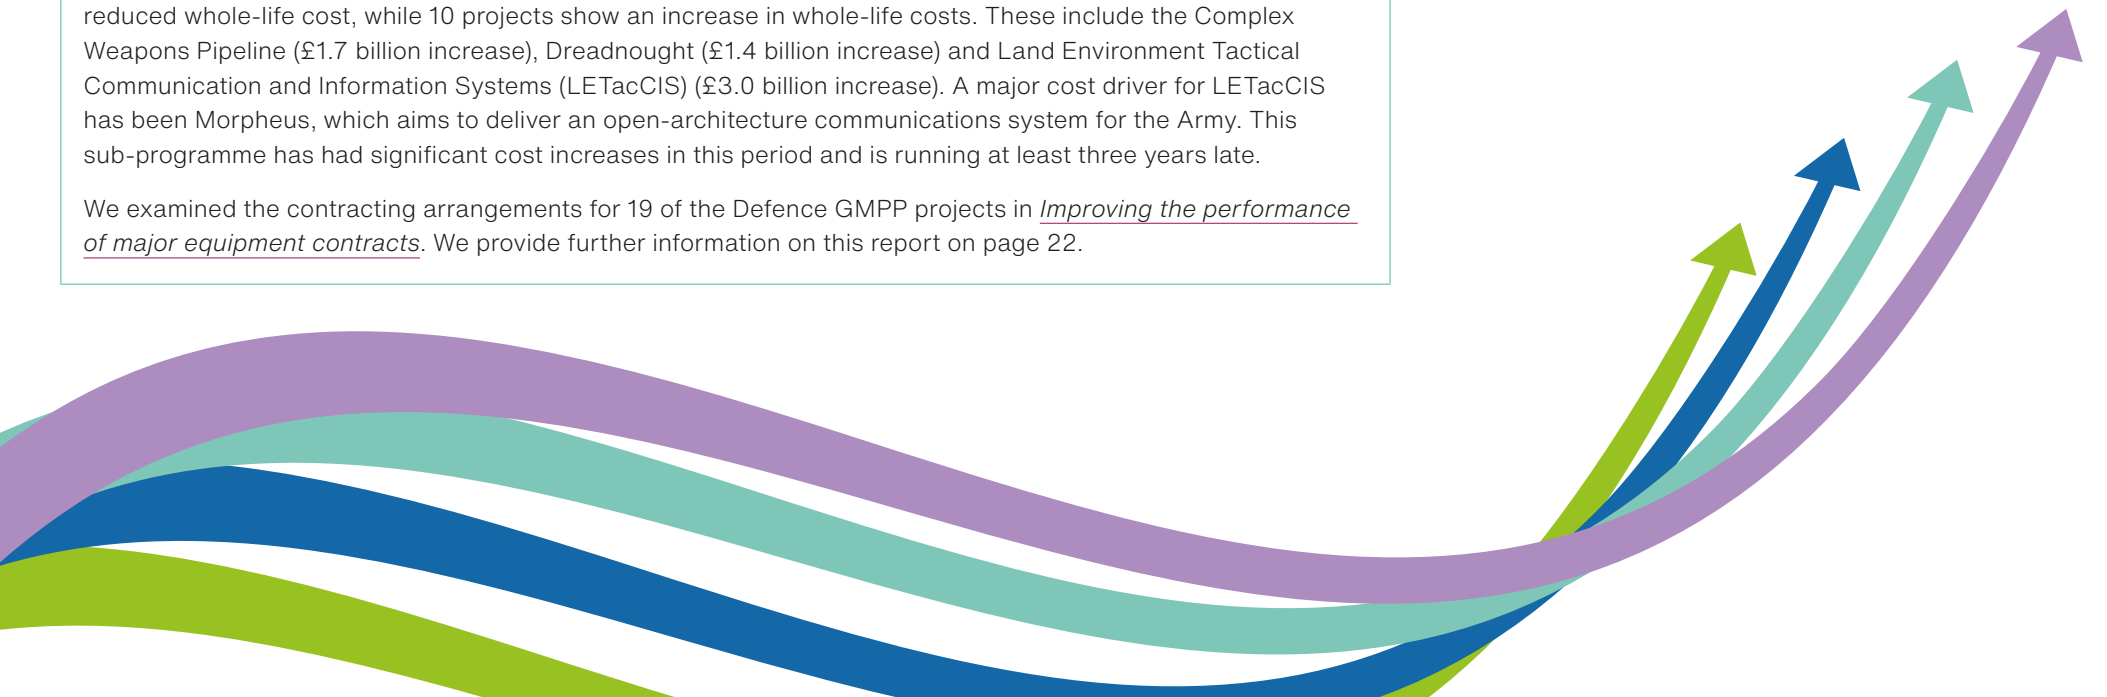 reduced whole-life cost, while 10 projects show an increase in whole-life costs. These include the Complex
Weapons Pipeline (£1.7 billion increase), Dreadnought (£1.4 billion increase) and Land Environment Tactical
Communication and Information Systems (LETacCIS) (£3.0 billion increase). A major cost driver for LETacCIS
has been Morpheus, which aims to deliver an open-architecture communications system for the Army. This
sub-programme has had significant cost increases in this period and is running at least three years late.
We examined the contracting arrangements for 19 of the Defence GMPP projects in Improving the performance
of major equipment contracts. We provide further information on this report on page 22.